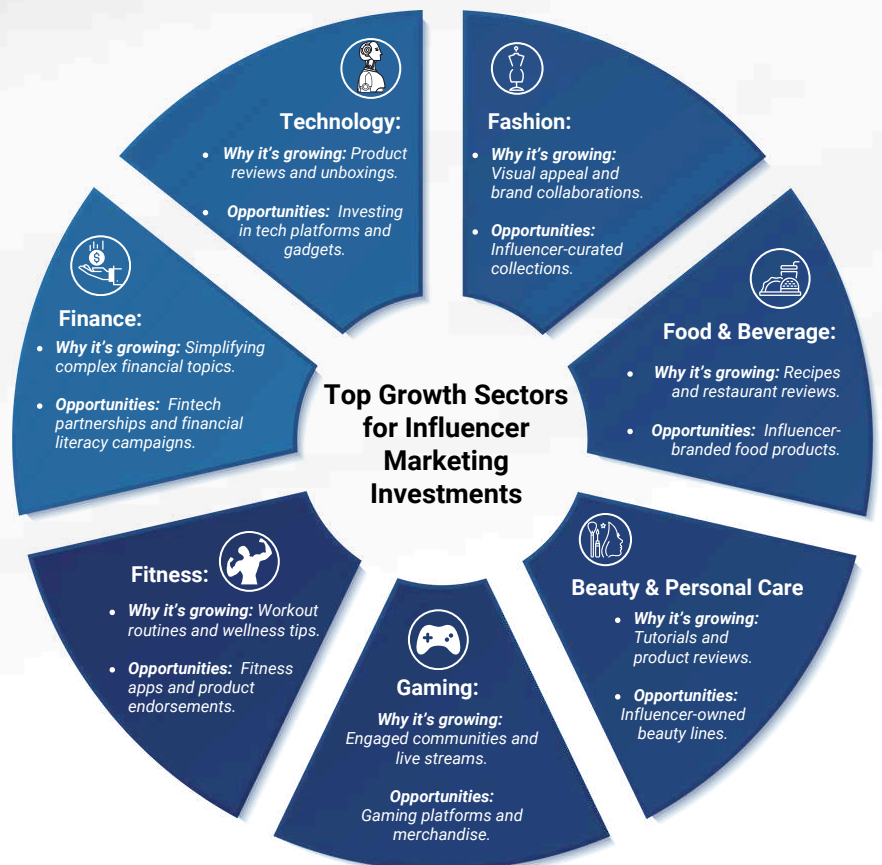 Top Growth Sectors
for Influencer
Marketing
Investments
Technology:
• Why it's growing: Product
reviews and unboxings.
• Opportunities: Investing
in tech platforms and
gadgets.
Fashion:
• Why it's growing:
Visual appeal and
brand collaborations.
• Opportunities:
Influencer-curated
collections.
Food & Beverage:
• Why it's growing: Recipes
and restaurant reviews.
• Opportunities: Influencer-
branded food products.
Beauty & Personal Care
• Why it's growing:
Tutorials and
product reviews.
• Opportunities:
Influencer-owned
beauty lines.
Gaming:
Why it's growing:
Engaged communities and
live streams.
Opportunities:
Gaming platforms and
merchandise.
Fitness:
• Why it's growing: Workout
routines and wellness tips.
• Opportunities: Fitness
apps and product
endorsements.
Finance:
• Why it's growing: Simplifying
complex financial topics.
• Opportunities: Fintech
partnerships and financial
literacy campaigns.